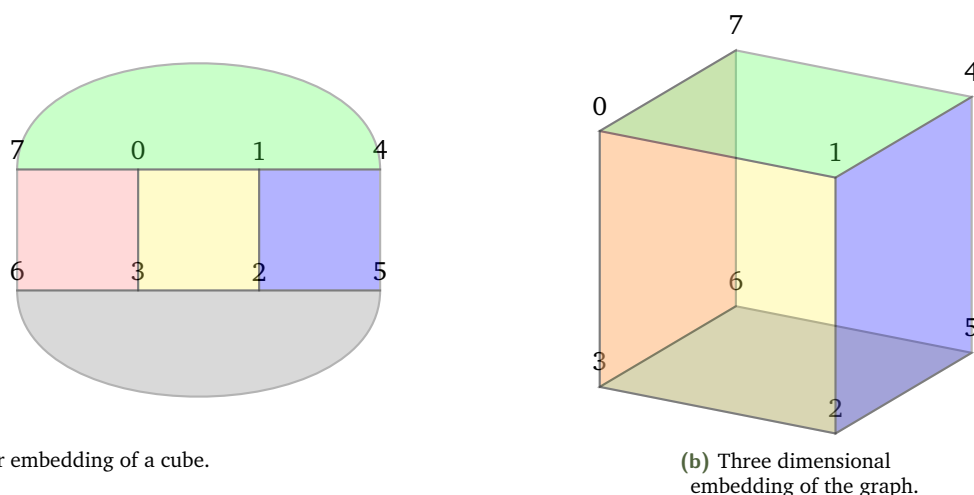 7
0
7 0 1 4
4
1
6 3 2 5
6
5
3
2
embedding of a cube.
(b) Three dimensional
embedding of the graph.